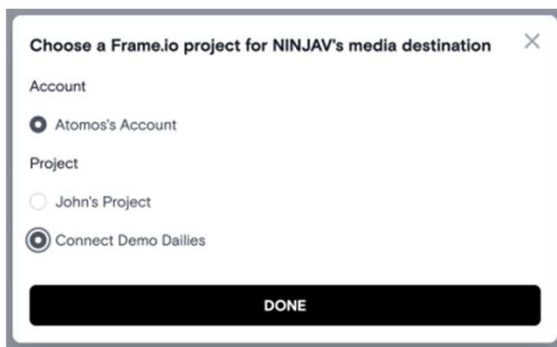 Choose a Frame.io project for NINJAV's media destination
Account
Atomos's Account
Project
John's Project
Connect Demo Dailies
DONE